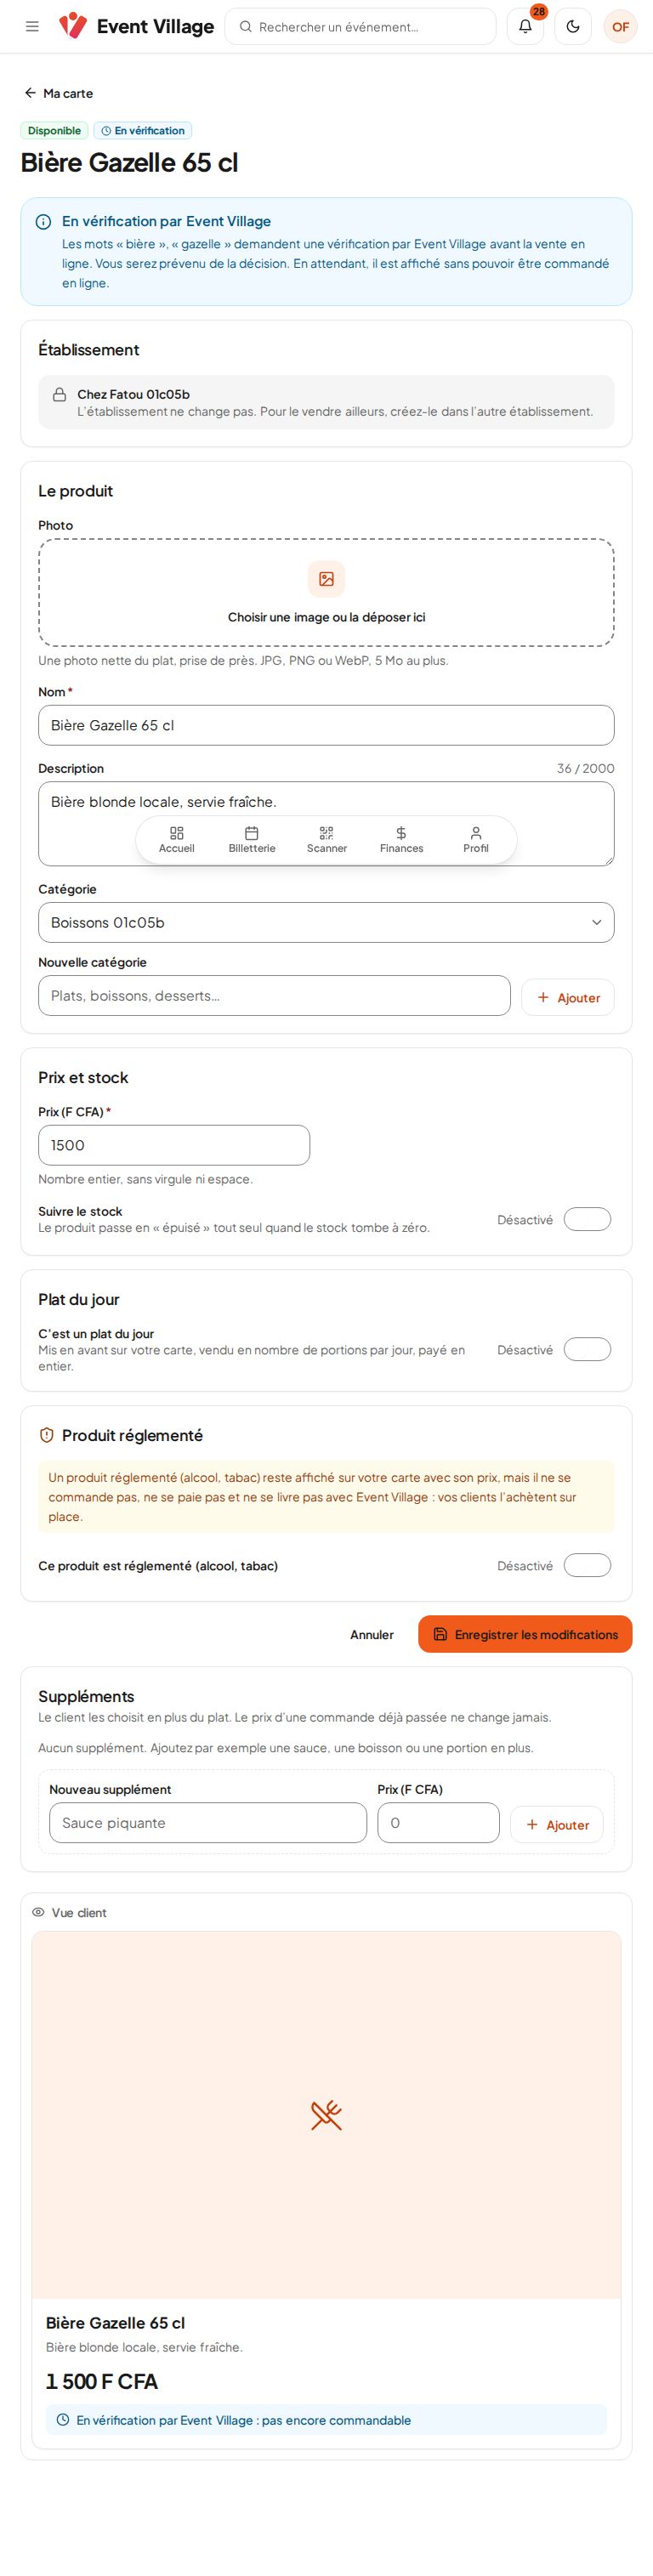 Event Village
Rechercher un événement...
28
OF
Ma carte
Disponible
En vérification
Bière Gazelle 65 cl
En vérification par Event Village
Les mots « bière », « gazelle » demandent une vérification par Event Village avant la vente en
ligne. Vous serez prévenu de la décision. En attendant, il est affiché sans pouvoir être commandé
en ligne.
Établissement
Chez Fatou 01c05b
L'établissement ne change pas. Pour le vendre ailleurs, créez-le dans l'autre établissement.
Le produit
Photo
Choisir une image ou la déposer ici
Une photo nette du plat, prise de près. JPG, PNG ou WebP, 5 Mo au plus.
Nom *
Bière Gazelle 65 cl
Description
36 / 2000
Bière blonde locale, servie fraîche.
Accueil
Billetterie
Scanner
Finances
Profil
Catégorie
Boissons 01c05b
Nouvelle catégorie
Plats, boissons, desserts...
Ajouter
Prix et stock
Prix (F CFA) *
1500
Nombre entier, sans virgule ni espace.
Suivre le stock
Le produit passe en « épuisé » tout seul quand le stock tombe à zéro.
Désactivé
Plat du jour
C'est un plat du jour
Mis en avant sur votre carte, vendu en nombre de portions par jour, payé en
entier.
Désactivé
Produit réglementé
Un produit réglementé (alcool, tabac) reste affiché sur votre carte avec son prix, mais il ne se
commande pas, ne se paie pas et ne se livre pas avec Event Village : vos clients l'achètent sur
place.
Ce produit est réglementé (alcool, tabac)
Désactivé
Annuler
Enregistrer les modifications
Suppléments
Le client les choisit en plus du plat. Le prix d'une commande déjà passée ne change jamais.
Aucun supplément. Ajoutez par exemple une sauce, une boisson ou une portion en plus.
Nouveau supplément
Prix (F CFA)
Sauce piquante
0
Ajouter
Vue client
Bière Gazelle 65 cl
Bière blonde locale, servie fraîche.
1 500 F CFA
En vérification par Event Village : pas encore commandable